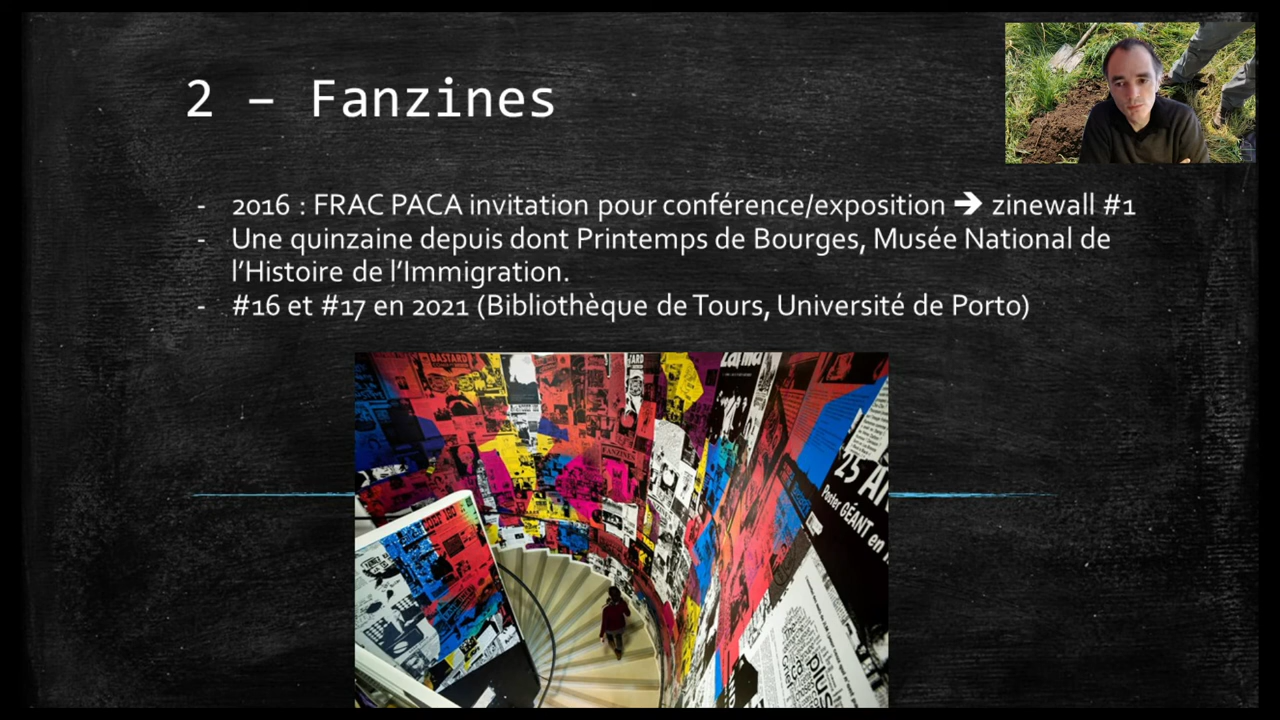 2 – Fanzines
- 2016 : FRAC PACA invitation pour conférence/exposition ➔ zinewall #1
- Une quinzaine depuis dont Printemps de Bourges, Musée National de
l’Histoire de l’Immigration.
- #16 et #17 en 2021 (Bibliothèque de Tours, Université de Porto)
BASTARD
FANZINES
Poster GÉANT en
plus